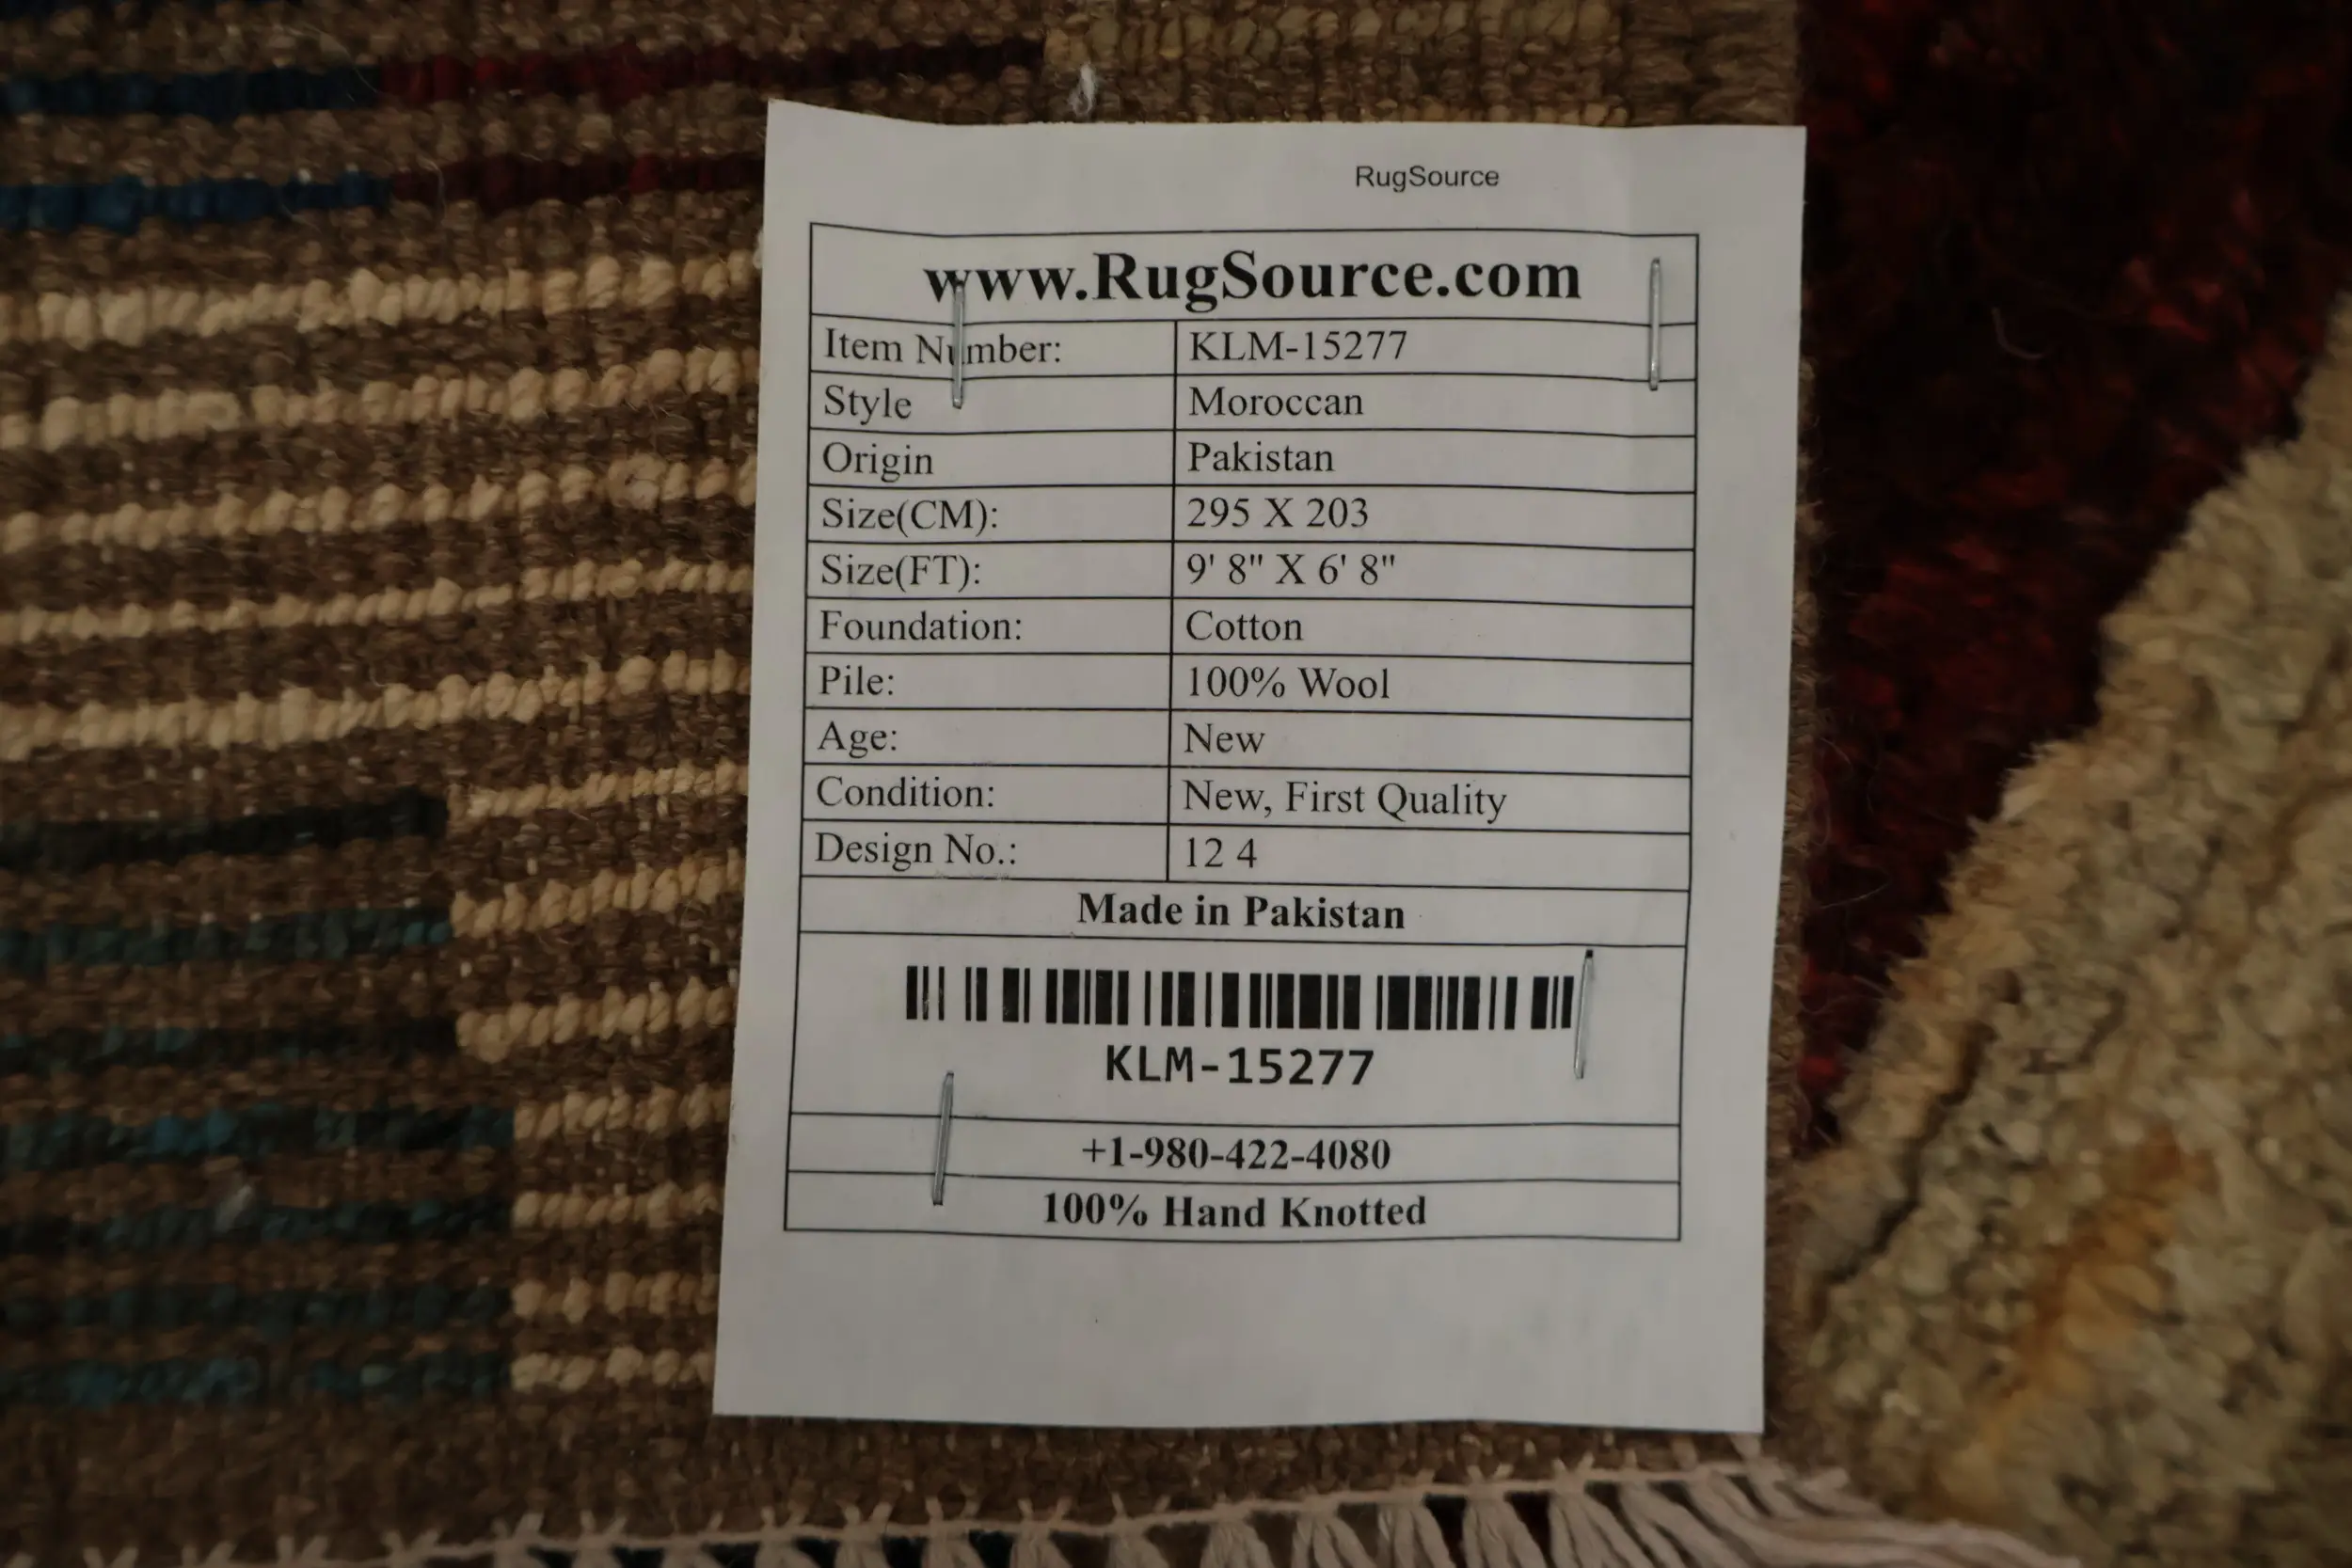 RugSource
www.RugSource.com
Item Number: KLM-15277
Style Moroccan
Origin Pakistan
Size(CM): 295 X 203
Size(FT): 9' 8" X 6' 8"
Foundation: Cotton
Pile: 100% Wool
Age: New
Condition: New, First Quality
Design No.: 12 4
Made in Pakistan
KLM-15277
+1-980-422-4080
100% Hand Knotted